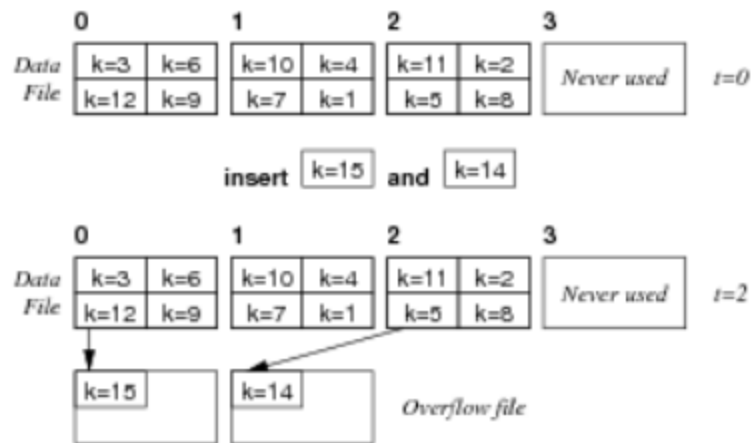 0 1 2 3
Data File k=3 k=6 k=10 k=4 k=11 k=2 Never used t=0
k=12 k=9 k=7 k=1 k=5 k=8
insert k=15 and k=14
0 1 2 3
Data File k=3 k=6 k=10 k=4 k=11 k=2 Never used t=2
k=12 k=9 k=7 k=1 k=5 k=8
k=15 k=14 Overflow file